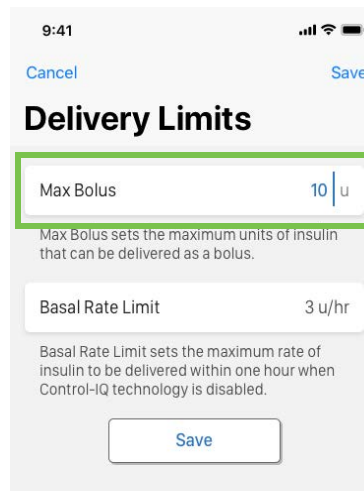 9:41
Cancel Save
Delivery Limits
Max Bolus 10 u
Max Bolus sets the maximum units of insulin
that can be delivered as a bolus.
Basal Rate Limit 3 u/hr
Basal Rate Limit sets the maximum rate of
insulin to be delivered within one hour when
Control-IQ technology is disabled.
Save